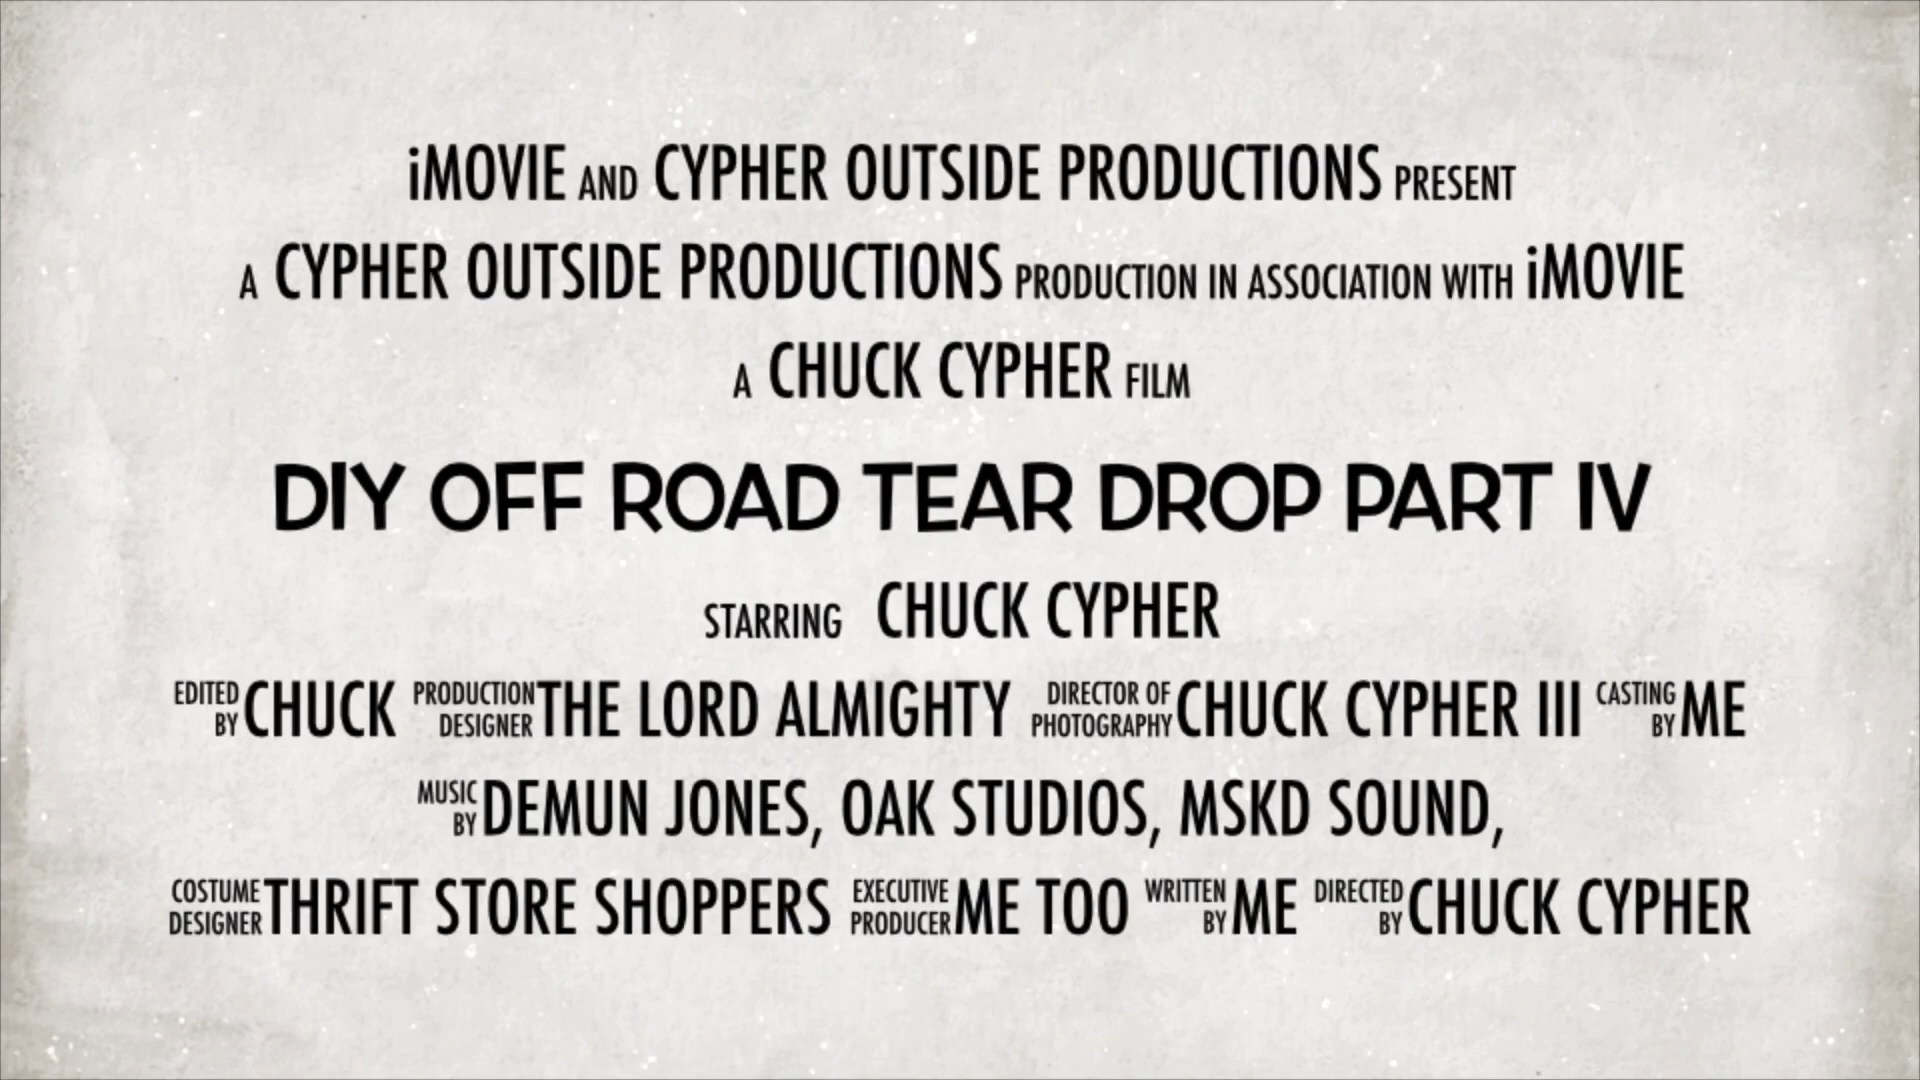 iMOVIE AND CYPHER OUTSIDE PRODUCTIONS PRESENT
A CYPHER OUTSIDE PRODUCTIONS PRODUCTION IN ASSOCIATION WITH iMOVIE
A CHUCK CYPHER FILM
DIY OFF ROAD TEAR DROP PART IV
STARRING CHUCK CYPHER
EDITED BY CHUCK PRODUCTION DESIGNER THE LORD ALMIGHTY DIRECTOR OF PHOTOGRAPHY CHUCK CYPHER III CASTING BY ME
MUSIC BY DEMUN JONES, OAK STUDIOS, MSKD SOUND,
COSTUME DESIGNER THRIFT STORE SHOPPERS EXECUTIVE PRODUCER ME TOO WRITTEN BY ME DIRECTED BY CHUCK CYPHER